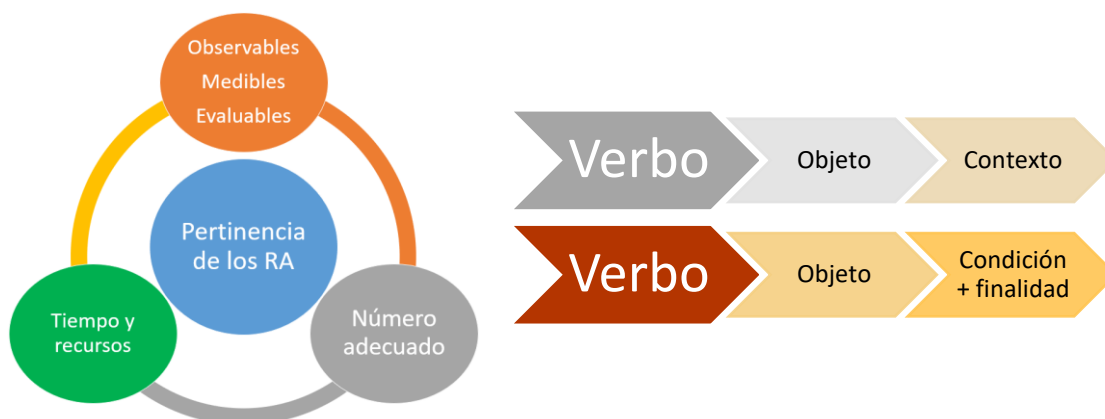 Observables
Medibles
Evaluables
Pertinencia
de los RA
Tiempo y
recursos
Número
adecuado
Verbo
Objeto
Contexto
Verbo
Objeto
Condición
+ finalidad